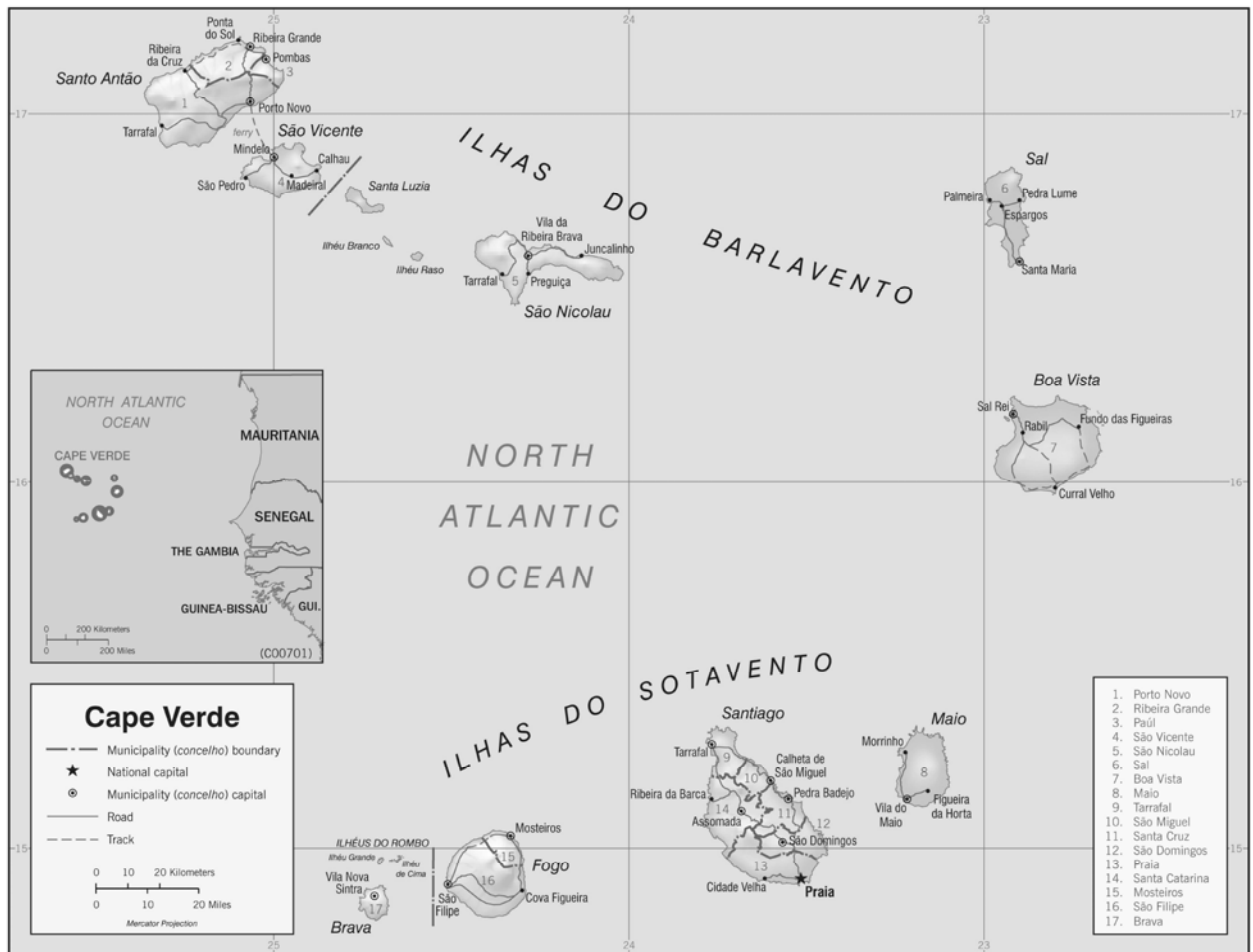 25
24
23
Ponta
do Sol
Ribeira Grande
Ribeira
da Cruz
Pombas
2
3
Santo Antão
1
17
Porto Novo
17
Tarrafal
ferry
São Vicente
Mindelo
Calhau
São Pedro
4
Madeiral
Santa Luzia
ILHAS DO BARLAVENTO
Sal
6
Palmeira
Pedra Lume
Espargos
Santa Maria
Ilhéu Branco
Ilhéu Raso
Vila da
Ribeira Brava
Juncalinho
Tarrafal
5
Preguiça
São Nicolau
Boa Vista
Sal Rei
Rabil
Fundo das Figueiras
7
Curral Velho
NORTH ATLANTIC
OCEAN
CAPE VERDE
MAURITANIA
SENEGAL
THE GAMBIA
GUINEA-BISSAU
GUI.
0 200 Kilometers
0 200 Miles
(C00701)
NORTH
ATLANTIC
OCEAN
16
16
ILHAS DO SOTAVENTO
Cape Verde
Municipality (concelho) boundary
National capital
Municipality (concelho) capital
Road
Track
0 10 20 Kilometers
0 10 20 Miles
Mercator Projection
Santiago
Tarrafal
9
10
Calheta de
São Miguel
Ribeira da Barca
Pedra Badejo
14
11
Assomada
12
São Domingos
13
Cidade Velha
Praia
Maio
Morrinho
8
Vila do
Maio
Figueira
da Horta
ILHÉUS DO ROMBO
Ilhéu Grande
Ilhéu
de Cima
Vila Nova
Sintra
17
Brava
Mosteiros
15
Fogo
16
São
Filipe
Cova Figueira
15
15
1. Porto Novo
2. Ribeira Grande
3. Paúl
4. São Vicente
5. São Nicolau
6. Sal
7. Boa Vista
8. Maio
9. Tarrafal
10. São Miguel
11. Santa Cruz
12. São Domingos
13. Praia
14. Santa Catarina
15. Mosteiros
16. São Filipe
17. Brava
25
24
23